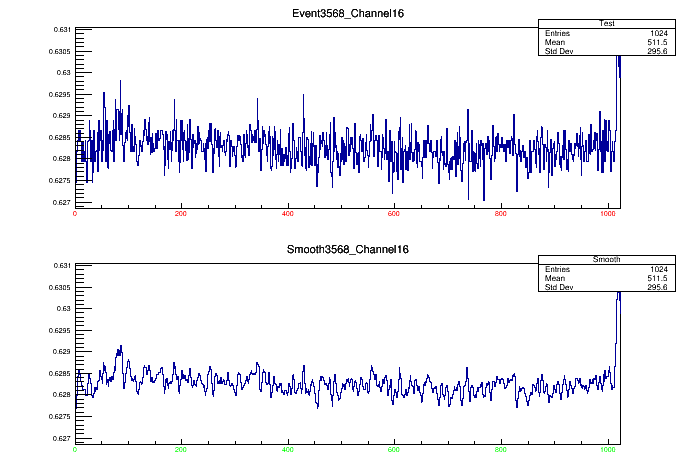 Event3568_Channel16
Test
Entries 1024
Mean 511.5
Std Dev 295.6
0.631
0.6305
0.63
0.6295
0.629
0.6285
0.628
0.6275
0.627
0 200 400 600 800 1000
Smooth3568_Channel16
Smooth
Entries 1024
Mean 511.5
Std Dev 295.6
0.631
0.6305
0.63
0.6295
0.629
0.6285
0.628
0.6275
0.627
0 200 400 600 800 1000